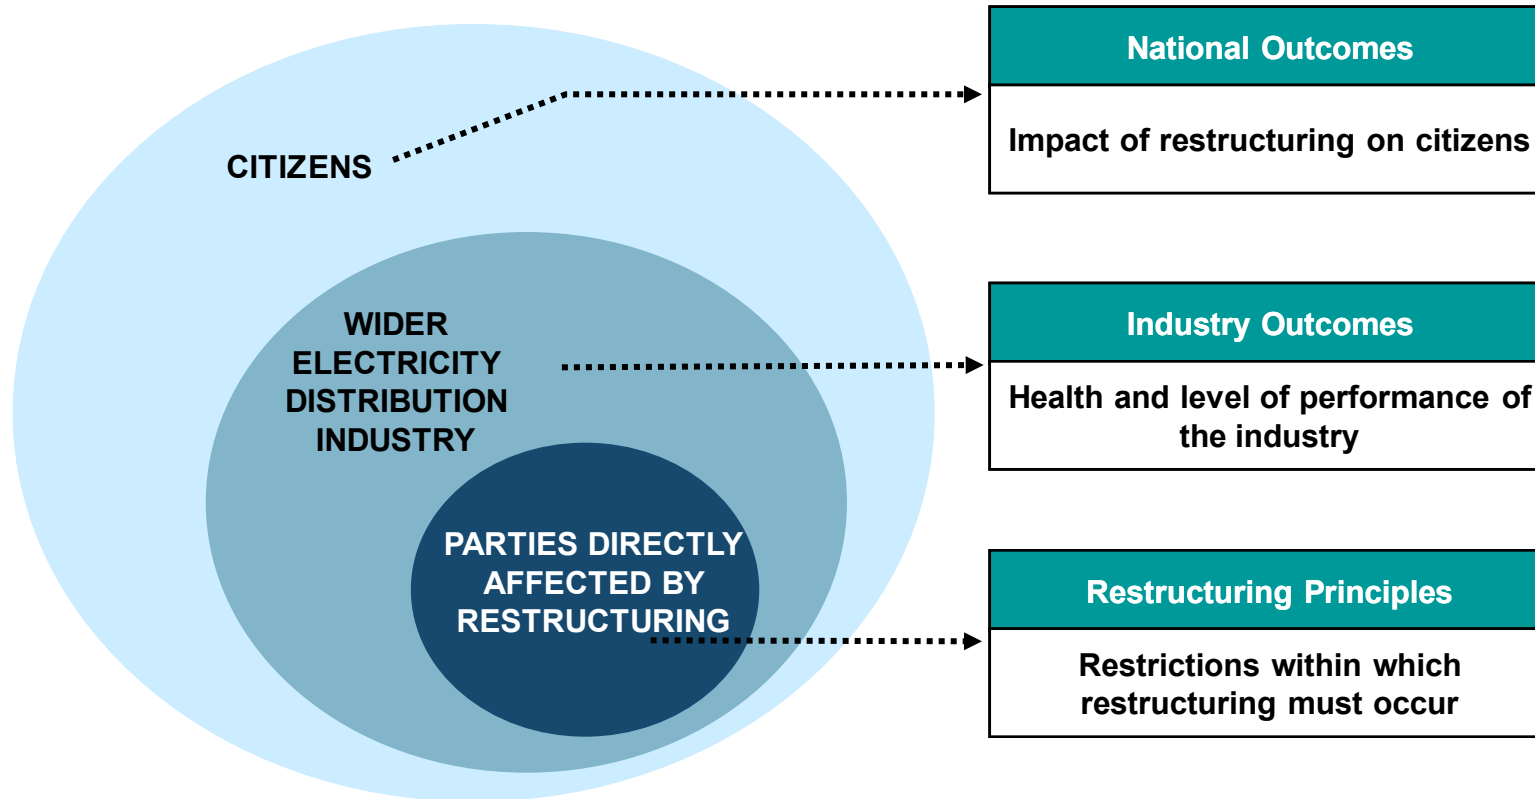 CITIZENS
WIDER
ELECTRICITY
DISTRIBUTION
INDUSTRY
PARTIES DIRECTLY
AFFECTED BY
RESTRUCTURING
National Outcomes
Impact of restructuring on citizens
Industry Outcomes
Health and level of performance of
the industry
Restructuring Principles
Restrictions within which
restructuring must occur